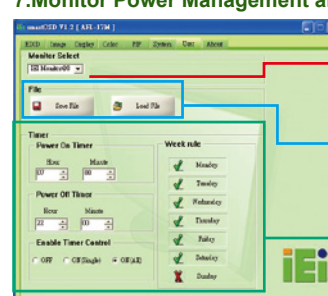 7.Monitor Power Management a
smartOSD V1.2 [ AFL-17M ]
OSD Image Display Color PIP System User About
Monitor Select
File
Save File Load File
Timer
Power On Timer
Week rule
Hour Minute
07 00
Monday
Tuesday
Power Off Timer
Wednesday
Hour Minute
22 00
Thursday
Friday
Enable Timer Control
OFF ON(Single) ON(All)
Saturday
Sunday
iEi